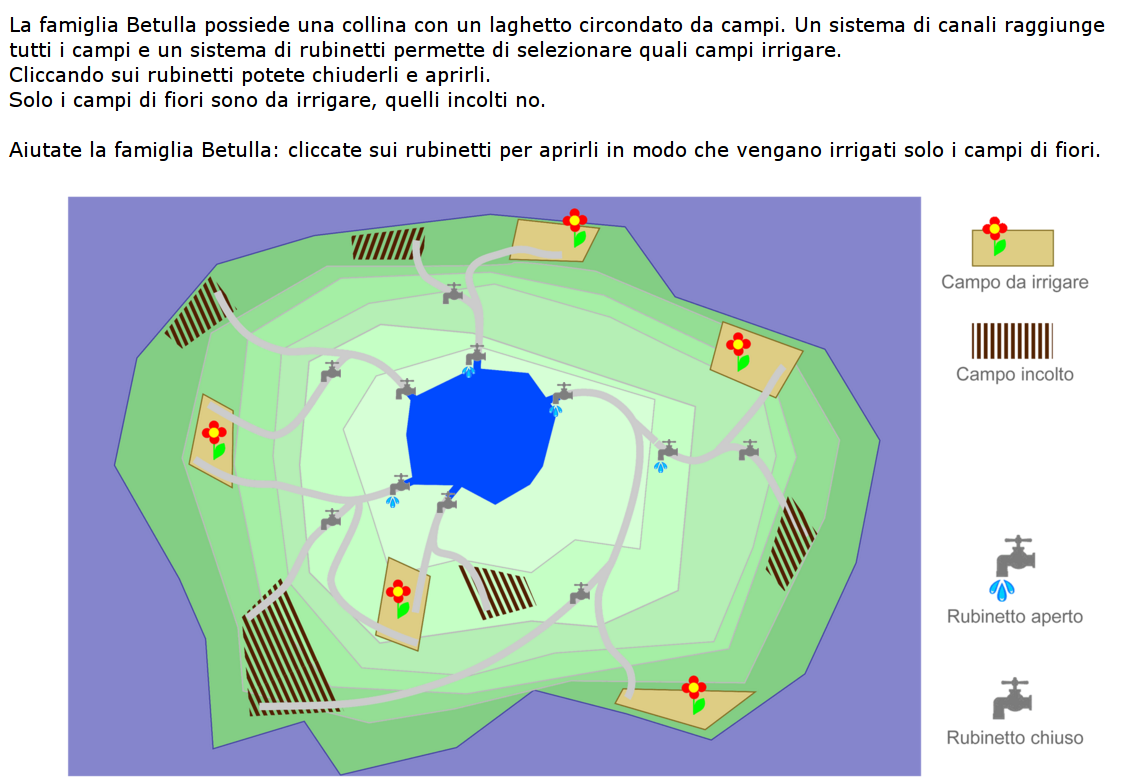 La famiglia Betulla possiede una collina con un laghetto circondato da campi. Un sistema di canali raggiunge
tutti i campi e un sistema di rubinetti permette di selezionare quali campi irrigare.
Cliccando sui rubinetti potete chiuderli e aprirli.
Solo i campi di fiori sono da irrigare, quelli incolti no.
Aiutate la famiglia Betulla: cliccate sui rubinetti per aprirli in modo che vengano irrigati solo i campi di fiori.
Campo da irrigare
Campo incolto
Rubinetto aperto
Rubinetto chiuso